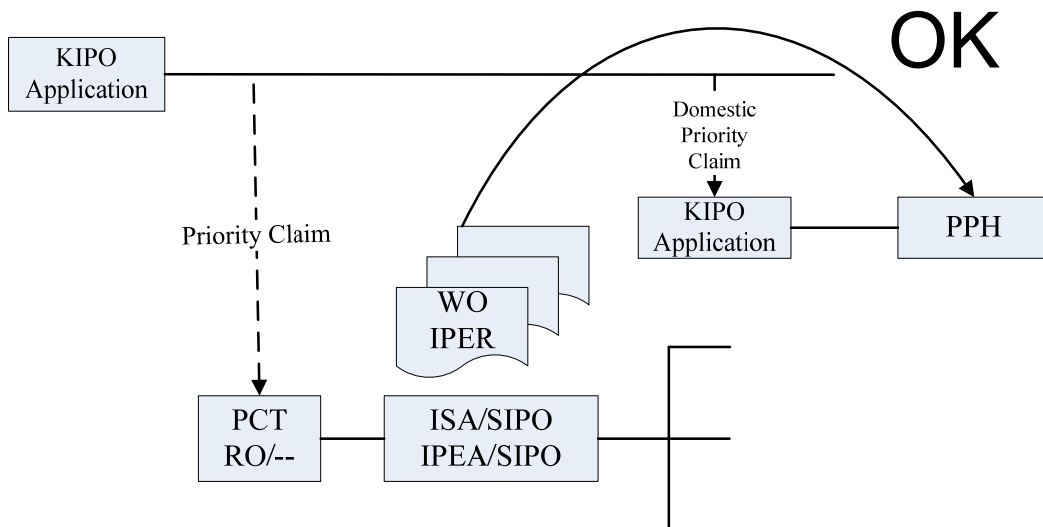 OK
KIPO
Application
Domestic
Priority
Claim
KIPO
Application
PPH
Priority Claim
WO
IPER
PCT
RO/--
ISA/SIPO
IPEA/SIPO